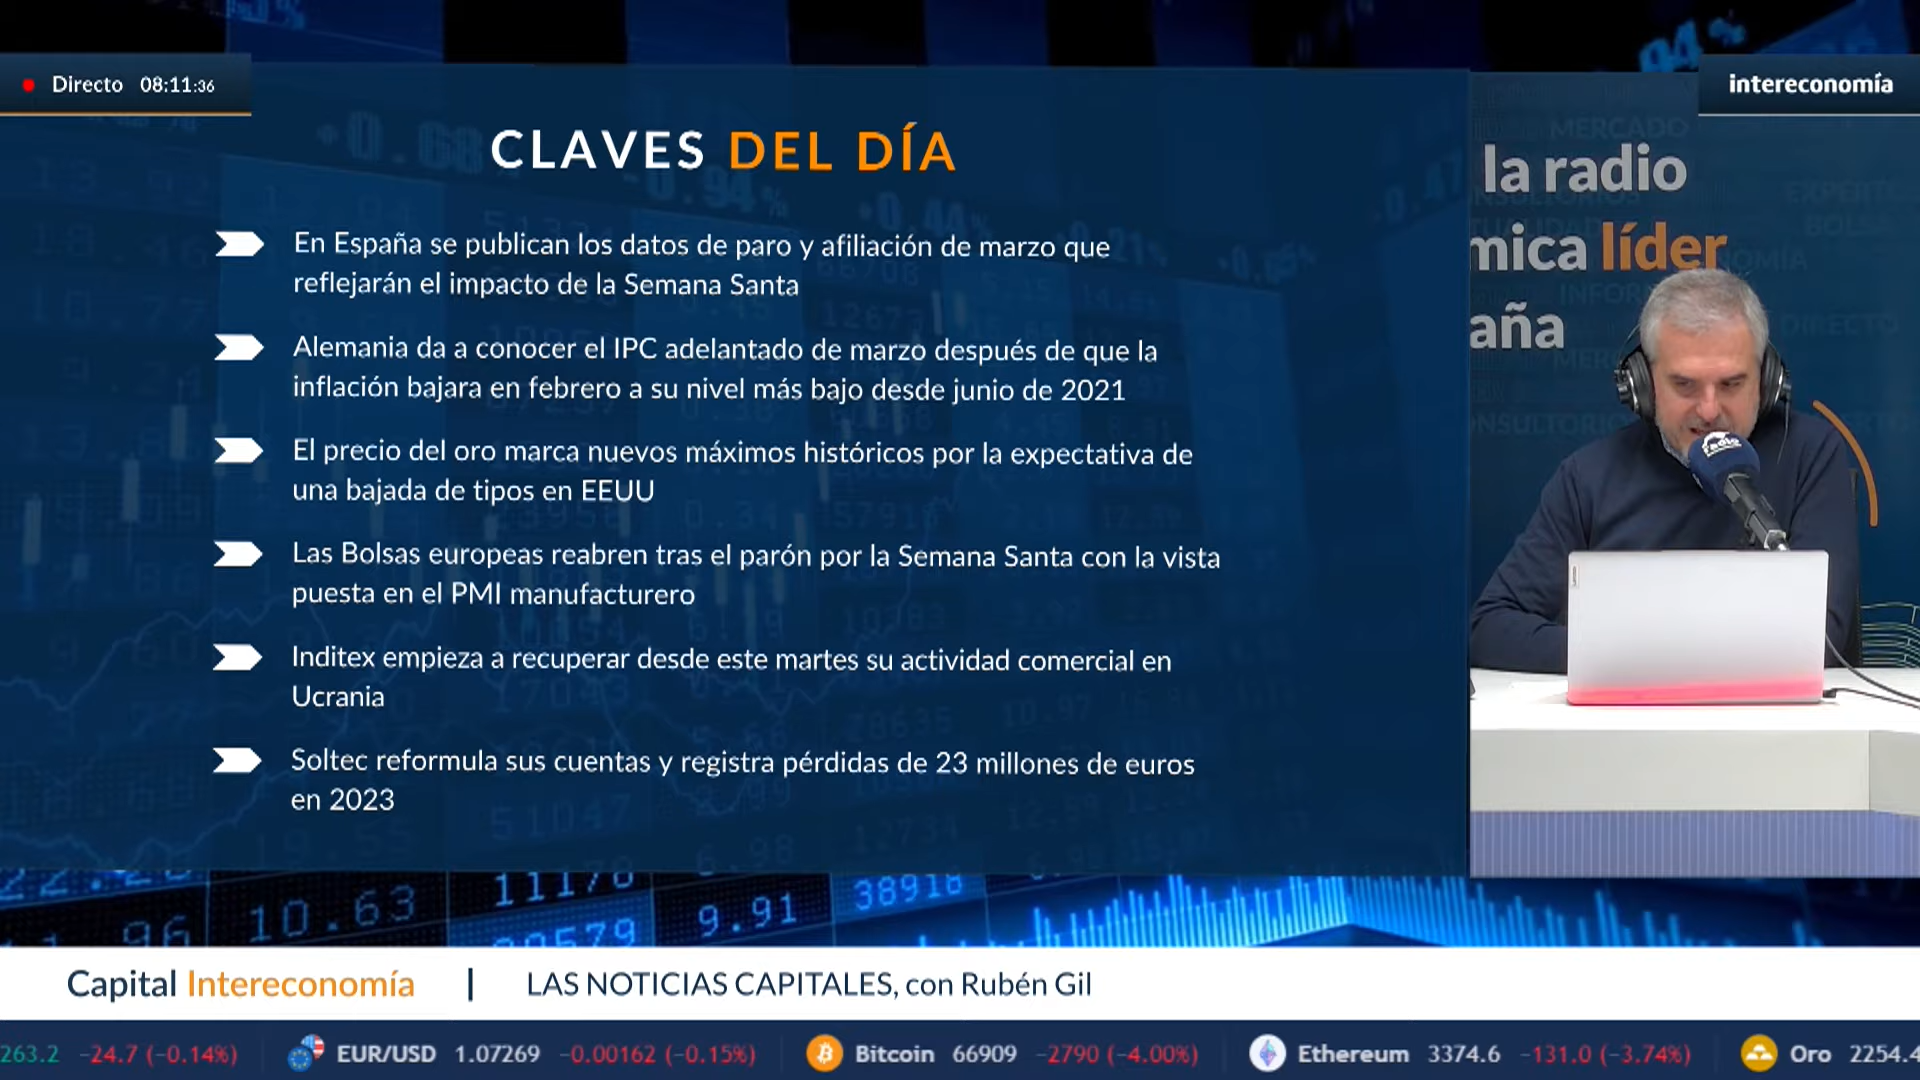 Directo 08:11:36
intereconomía
CLAVES DEL DÍA
En España se publican los datos de paro y afiliación de marzo que
reflejarán el impacto de la Semana Santa
Alemania da a conocer el IPC adelantado de marzo después de que la
inflación bajara en febrero a su nivel más bajo desde junio de 2021
El precio del oro marca nuevos máximos históricos por la expectativa de
una bajada de tipos en EEUU
Las Bolsas europeas reabren tras el parón por la Semana Santa con la vista
puesta en el PMI manufacturero
Inditex empieza a recuperar desde este martes su actividad comercial en
Ucrania
Soltec reformula sus cuentas y registra pérdidas de 23 millones de euros
en 2023
la radio
mica líder
aña
MERCADO
radio
10.63
11170
9.91
38918
Capital Intereconomía | LAS NOTICIAS CAPITALES, con Rubén Gil
263.2 -24.7 (-0.14%) EUR/USD 1.07269 -0.00162 (-0.15%) Bitcoin 66909 -2790 (-4.00%) Ethereum 3374.6 -131.0 (-3.74%) Oro 2254.4